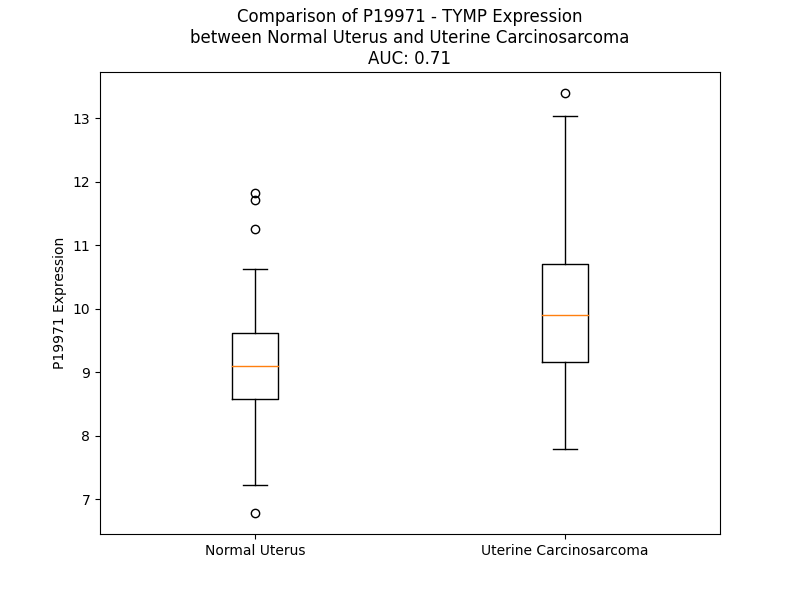 Comparison of P19971 - TYMP Expression
between Normal Uterus and Uterine Carcinosarcoma
AUC: 0.71
13
12
11
10
9
8
7
P19971 Expression
Normal Uterus
Uterine Carcinosarcoma